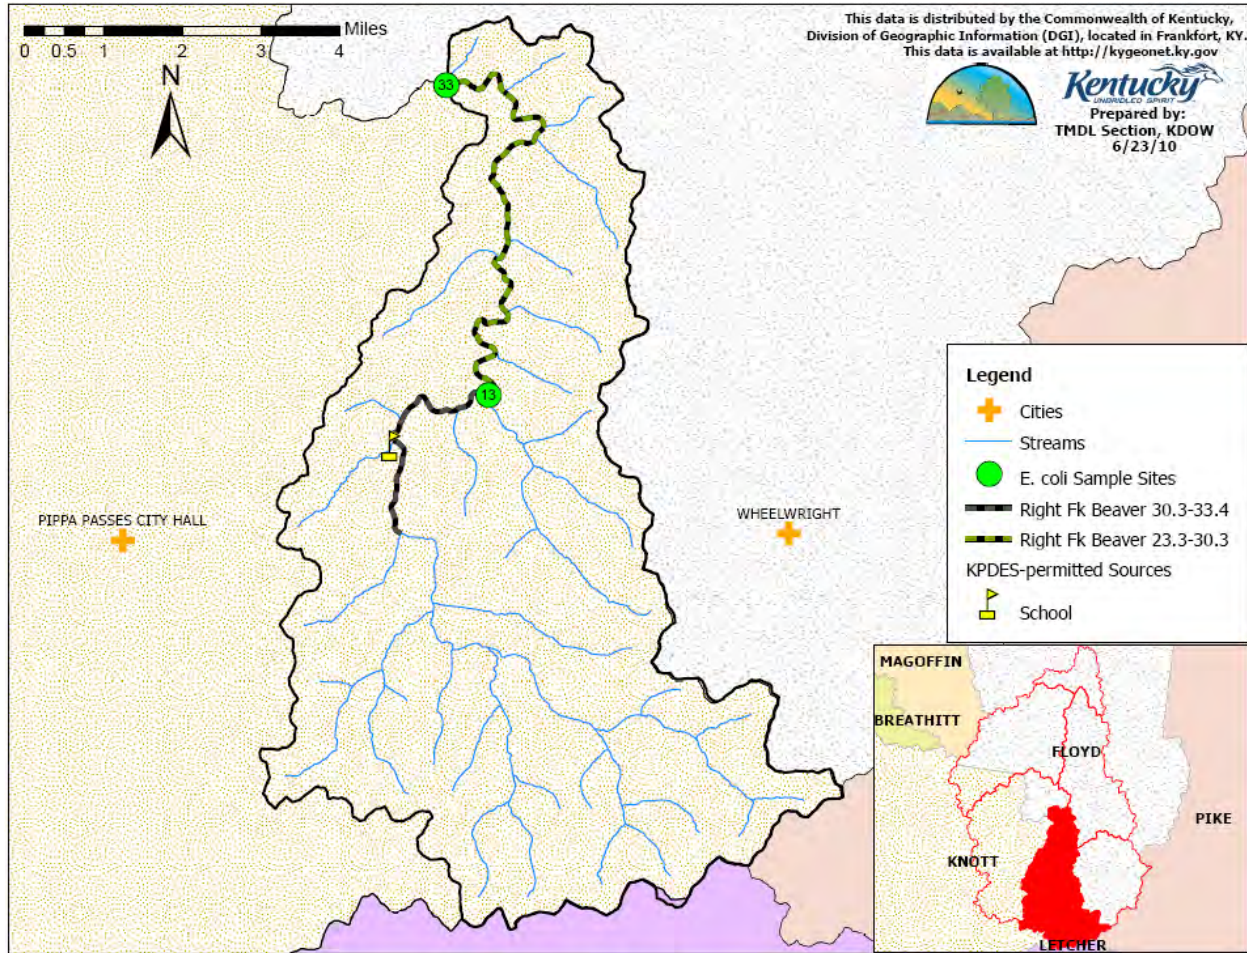 Miles
0 0.5 1 2 3 4
N
This data is distributed by the Commonwealth of Kentucky,
Division of Geographic Information (DGI), located in Frankfort, KY.
This data is available at http://kygeonet.ky.gov
Kentucky
UNBRIDLED SPIRIT
Prepared by:
TMDL Section, KDOW
6/23/10
33
13
PIPPA PASSES CITY HALL
WHEELWRIGHT
Legend
Cities
Streams
E. coli Sample Sites
Right Fk Beaver 30.3-33.4
Right Fk Beaver 23.3-30.3
KPDES-permitted Sources
School
MAGOFFIN
BREATHITT
FLOYD
PIKE
KNOTT
LETCHER